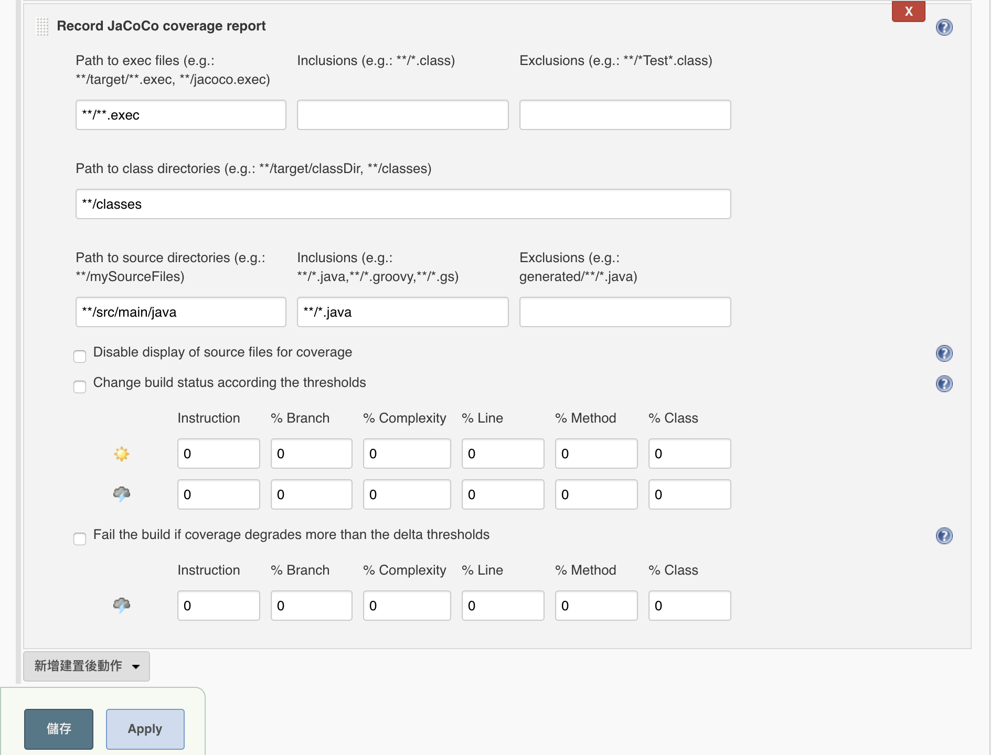 X
Record JaCoCo coverage report
Path to exec files (e.g.: Inclusions (e.g.: **/*.class) Exclusions (e.g.: **/*Test*.class)
**/target/**.exec, **/jacoco.exec)
**/**.exec
Path to class directories (e.g.: **/target/classDir, **/classes)
**/classes
Path to source directories (e.g.: Inclusions (e.g.: Exclusions (e.g.:
**/mySourceFiles) **/*.java,**/*.groovy,**/*.gs) generated/**/*.java)
**/src/main/java **/*.java
Disable display of source files for coverage
Change build status according the thresholds
Instruction % Branch % Complexity % Line % Method % Class
0 0 0 0 0 0
0 0 0 0 0 0
Fail the build if coverage degrades more than the delta thresholds
Instruction % Branch % Complexity % Line % Method % Class
0 0 0 0 0 0
新增建置後動作
儲存 Apply